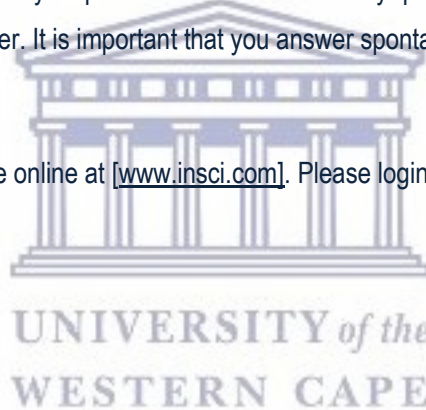 er. It is important that you answer sponta
e online at [www.insci.com]. Please login
UNIVERSITY of the
WESTERN CAPE